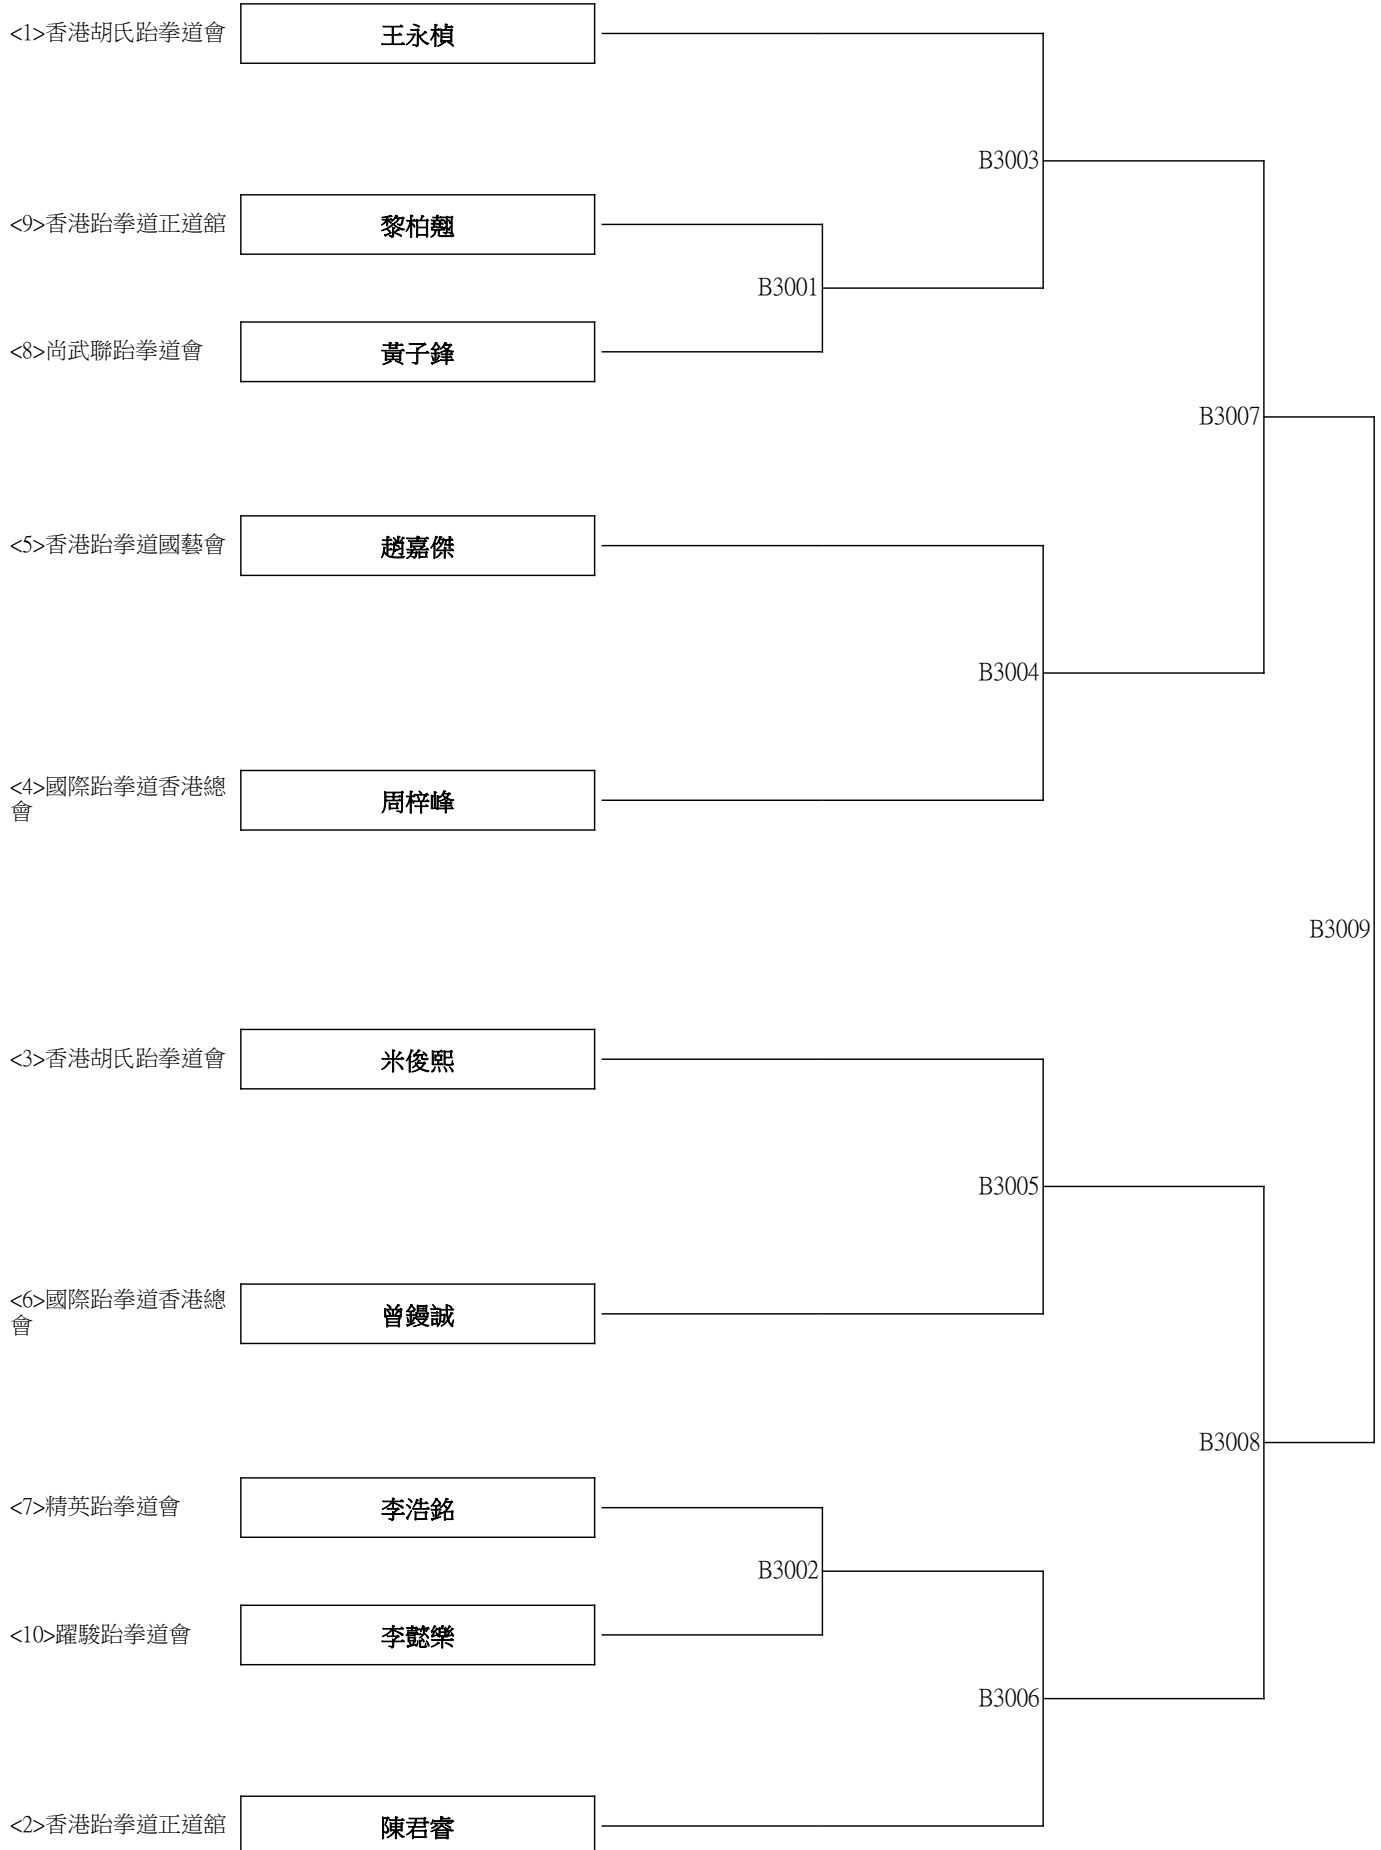 <1>香港胡氏跆拳道會
王永楨
B3003
<9>香港跆拳道正道舘
黎柏翹
B3001
<8>尚武聯跆拳道會
黃子鋒
B3007
<5>香港跆拳道國藝會
趙嘉傑
B3004
<4>國際跆拳道香港總
會
周梓峰
B3009
<3>香港胡氏跆拳道會
米俊熙
B3005
<6>國際跆拳道香港總
會
曾鏝誠
B3008
<7>精英跆拳道會
李浩銘
B3002
<10>躍駿跆拳道會
李懿樂
B3006
<2>香港跆拳道正道舘
陳君睿